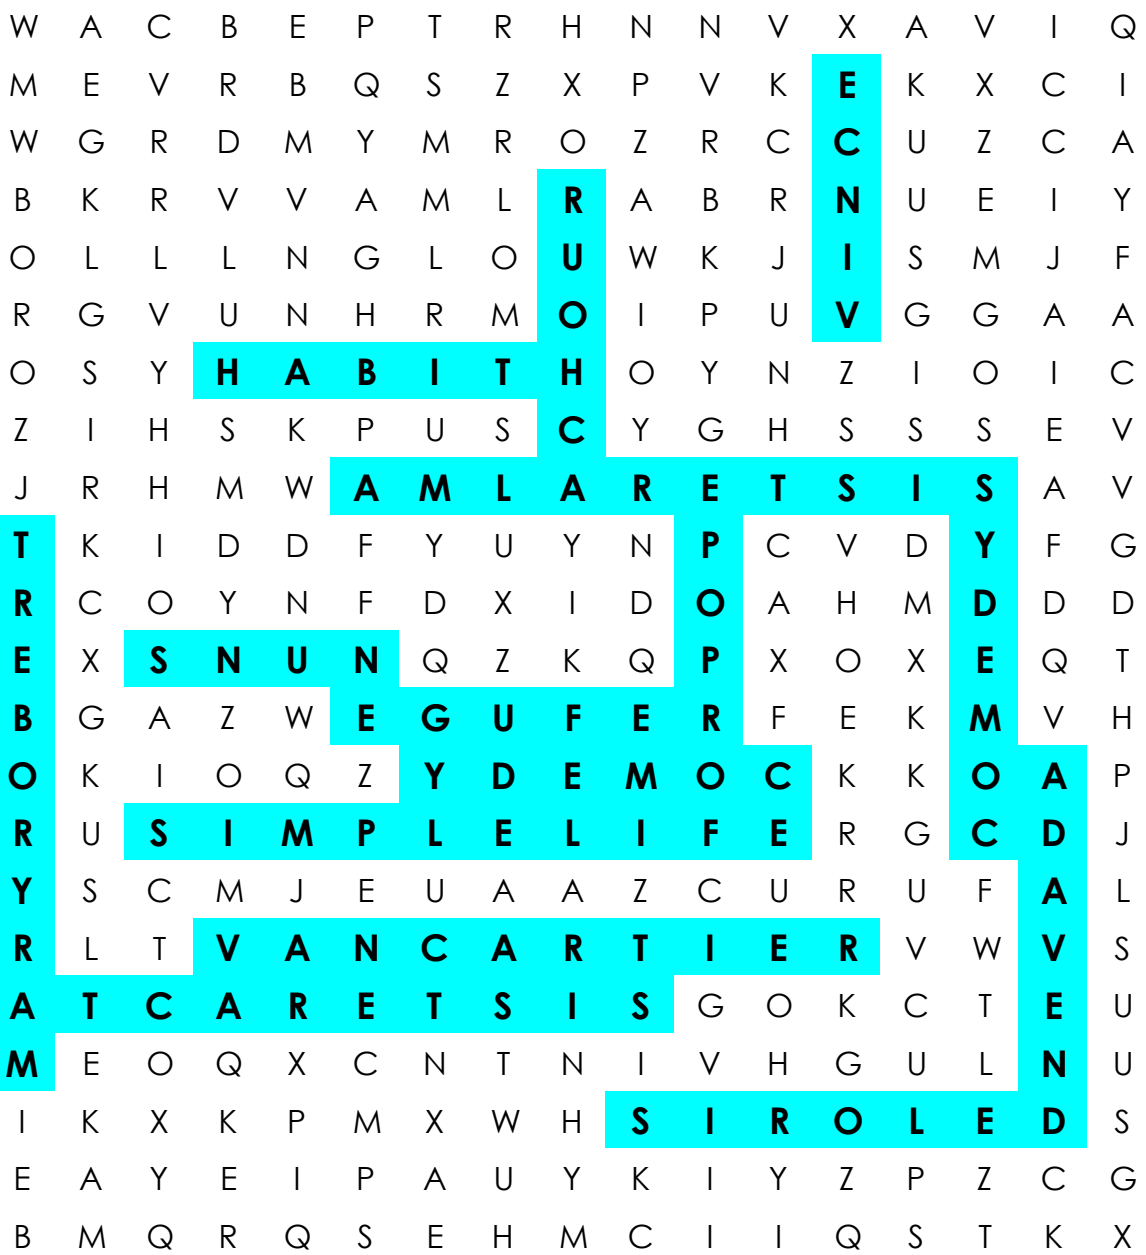 W A C B E P T R H N N V X A V I Q
M E V R B Q S Z X P V K E K X C I
W G R D M Y M R O Z R C C U Z C A
B K R V V A M L R A B R N U E I Y
O L L L N G L O U W K J I S M J F
R G V U N H R M O I P U V G G A A
O S Y H A B I T H O Y N Z I O I C
Z I H S K P U S C Y G H S S S E V
J R H M W A M L A R E T S I S A V
T K I D D F Y U Y N P C V D Y F G
R C O Y N F D X I D O A H M D D D
E X S N U N Q Z K Q P X O X E Q T
B G A Z W E G U F E R F E K M V H
O K I O Q Z Y D E M O C K K O A P
R U S I M P L E L I F E R G C D J
Y S C M J E U A A Z C U R U F A L
R L T V A N C A R T I E R V W V S
A T C A R E T S I S G O K C T E U
M E O Q X C N T N I V H G U L N U
I K X K P M X W H S I R O L E D S
E A Y E I P A U Y K I Y Z P Z C G
B M Q R Q S E H M C I I Q S T K X